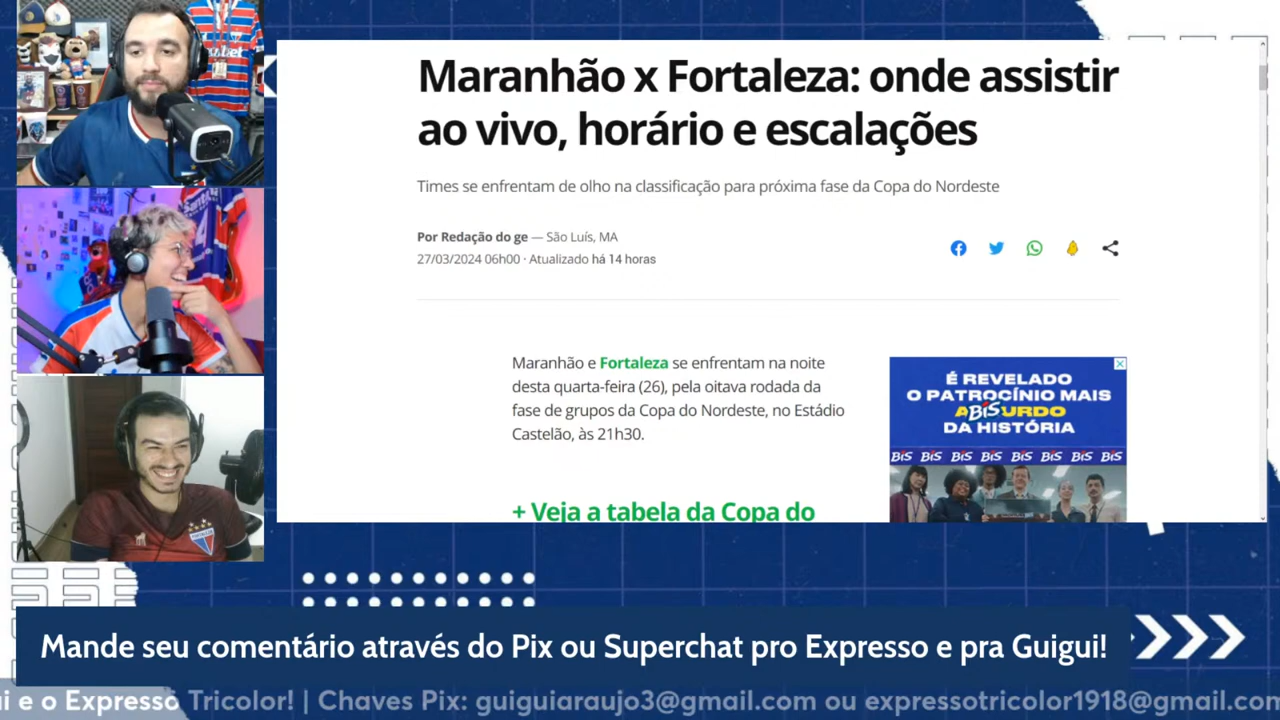 Maranhão x Fortaleza: onde assistir
ao vivo, horário e escalações
Times se enfrentam de olho na classificação para próxima fase da Copa do Nordeste
Por Redação do ge — São Luís, MA
27/03/2024 06h00 · Atualizado há 14 horas
Maranhão e Fortaleza se enfrentam na noite
desta quarta-feira (26), pela oitava rodada da
fase de grupos da Copa do Nordeste, no Estádio
Castelão, às 21h30.
+ Veja a tabela da Copa do
É REVELADO
O PATROCÍNIO MAIS
ABiSURDO
DA HISTÓRIA
BIS BIS BIS BIS BIS BIS BIS BIS
FORTALEZA
Mande seu comentário através do Pix ou Superchat pro Expresso e pra Guigui!
i e o Expresso Tricolor! | Chaves Pix: guiguiaraujo3@gmail.com ou expressotricolor1918@gmail.con